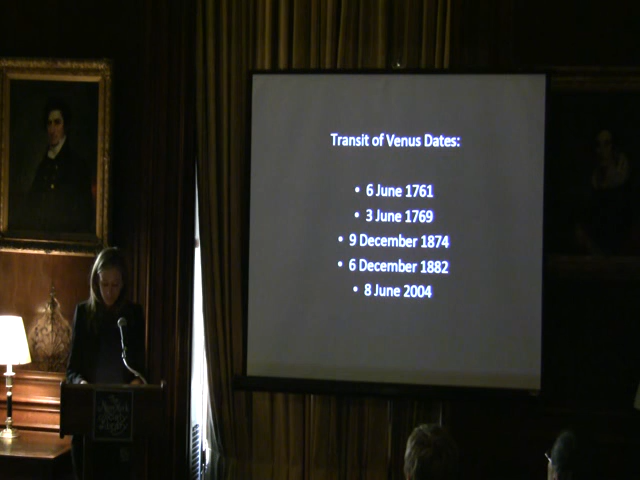 Transit of Venus Dates:
• 6 June 1761
• 3 June 1769
• 9 December 1874
• 6 December 1882
• 8 June 2004